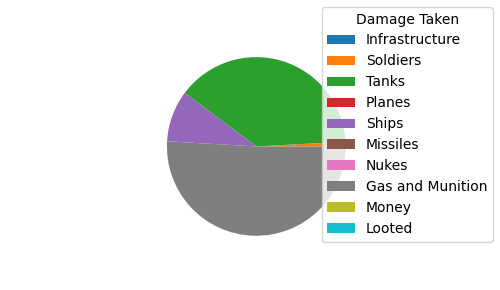 Damage Taken
Infrastructure
Soldiers
Tanks
Planes
Ships
Missiles
Nukes
Gas and Munition
Money
Looted